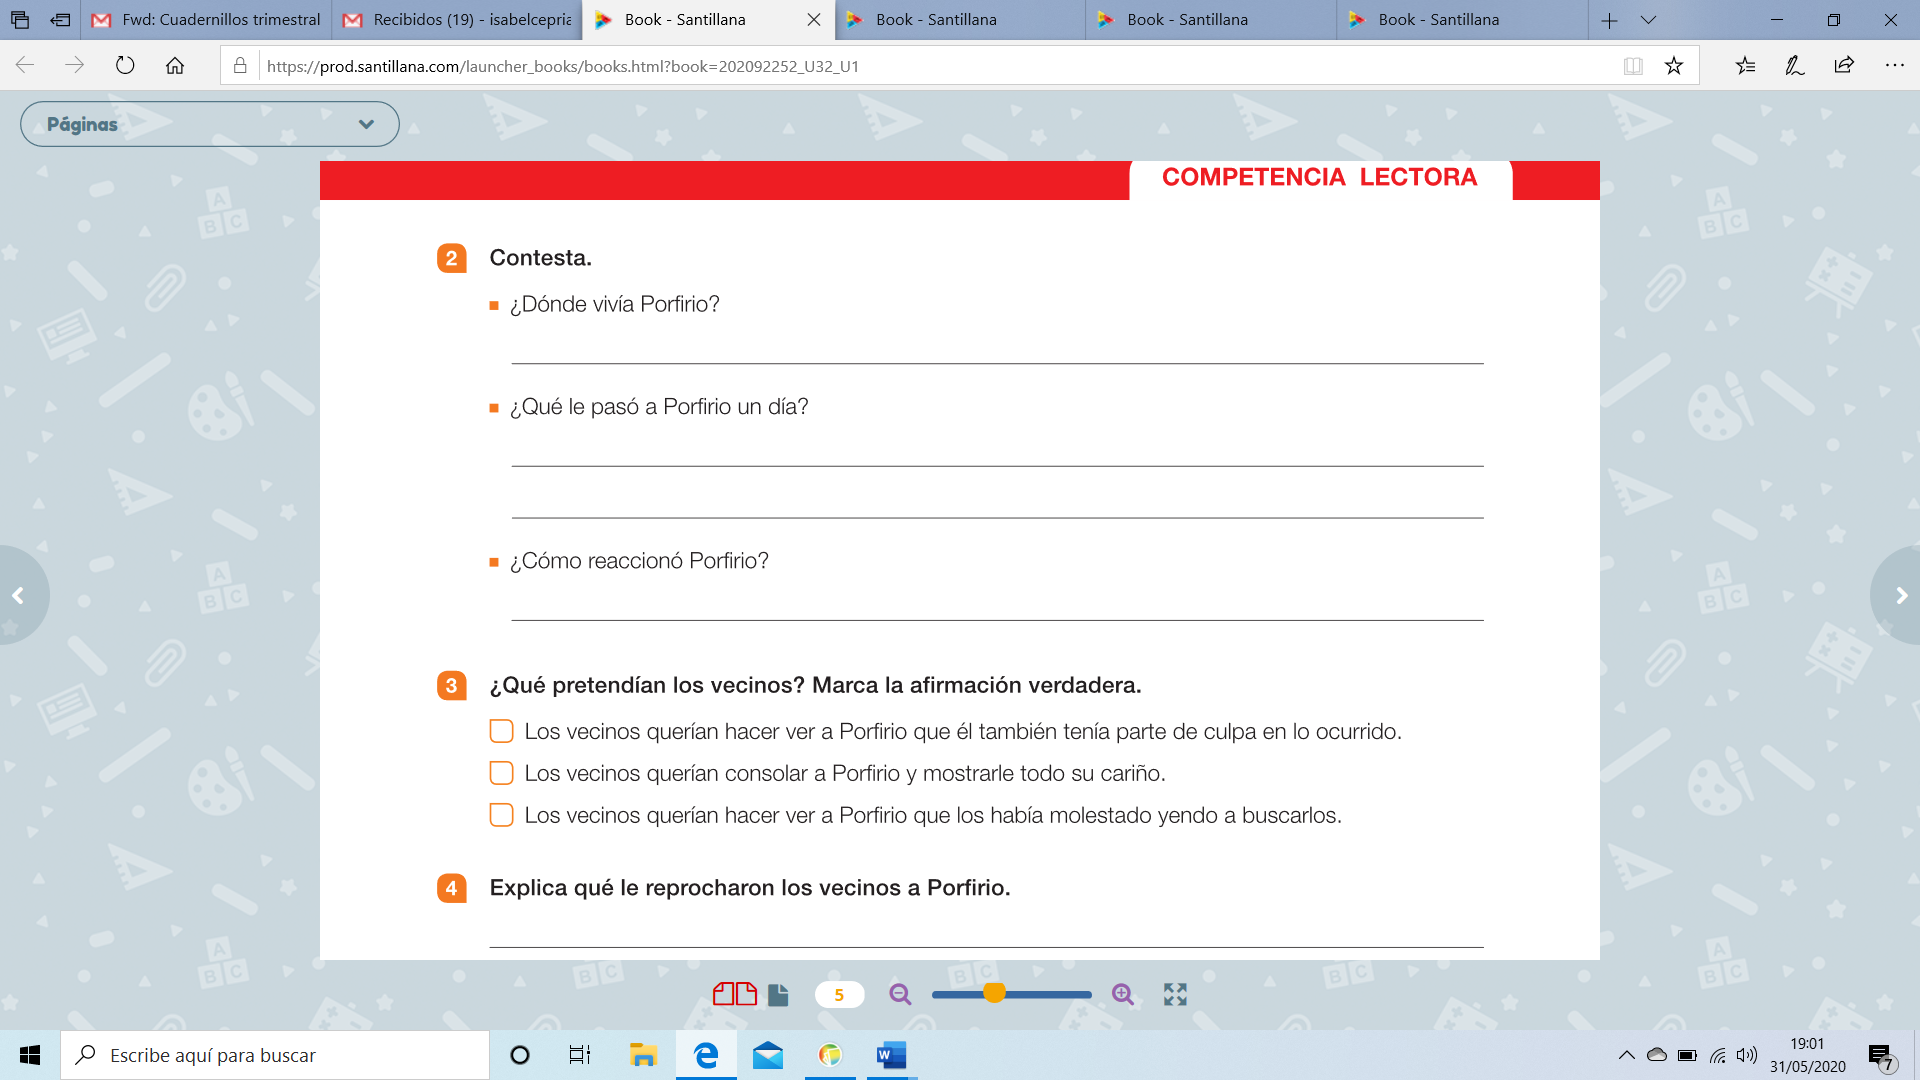 Fwd: Cuadernillos trimestral
Recibidos (19) - isabelcepria
Book - Santillana
Book - Santillana
Book - Santillana
Book - Santillana
https://prod.santillana.com/launcher_books/books.html?book=202092252_U32_U1
Páginas
COMPETENCIA LECTORA
2 Contesta.
¿Dónde vivía Porfirio?
¿Qué le pasó a Porfirio un día?
¿Cómo reaccionó Porfirio?
3 ¿Qué pretendían los vecinos? Marca la afirmación verdadera.
Los vecinos querían hacer ver a Porfirio que él también tenía parte de culpa en lo ocurrido.
Los vecinos querían consolar a Porfirio y mostrarle todo su cariño.
Los vecinos querían hacer ver a Porfirio que los había molestado yendo a buscarlos.
4 Explica qué le reprocharon los vecinos a Porfirio.
5
Escribe aquí para buscar
19:01
31/05/2020
7